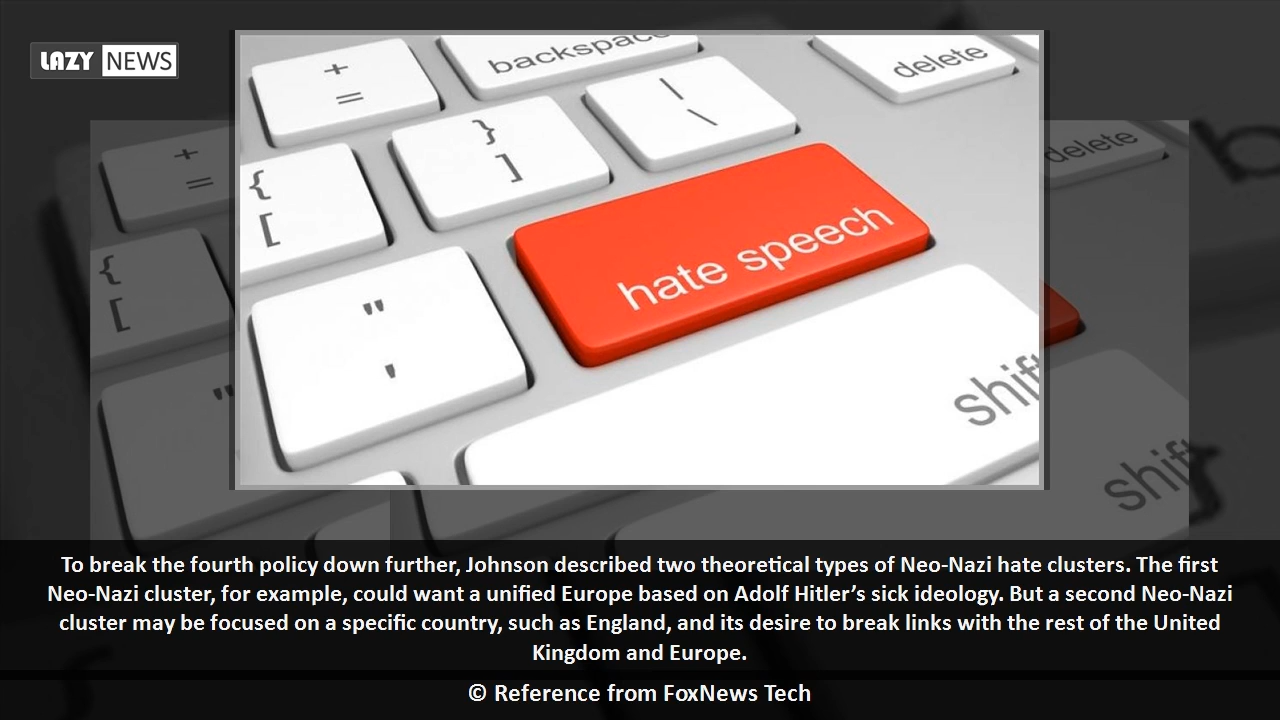 LAZY NEWS
+
=
backspace
delete
}
]
|
\
{
[
hate speech
"
'
shift
+
=
delete
{
[
"
shift
b
To break the fourth policy down further, Johnson described two theoretical types of Neo-Nazi hate clusters. The first
Neo-Nazi cluster, for example, could want a unified Europe based on Adolf Hitler’s sick ideology. But a second Neo-Nazi
cluster may be focused on a specific country, such as England, and its desire to break links with the rest of the United
Kingdom and Europe.
© Reference from FoxNews Tech